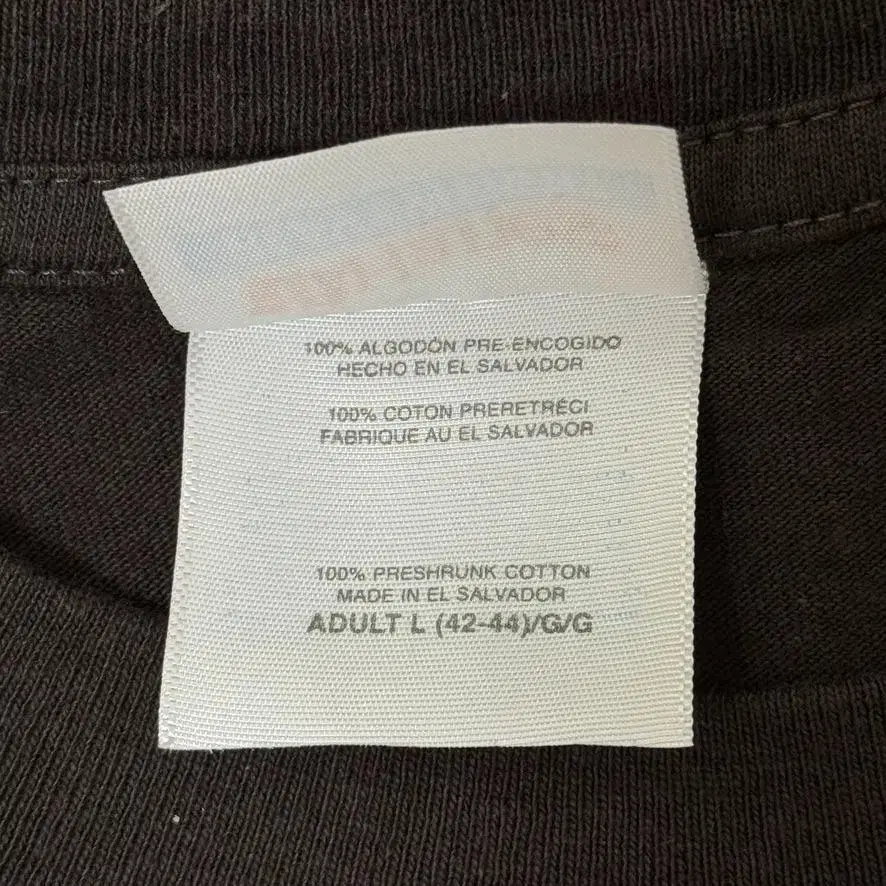 100% ALGODÓN PRE-ENCOGIDO
HECHO EN EL SALVADOR
100% COTON PRERETRÉCI
FABRIQUE AU EL SALVADOR
100% PRESHRUNK COTTON
MADE IN EL SALVADOR
ADULT L (42-44)/G/G